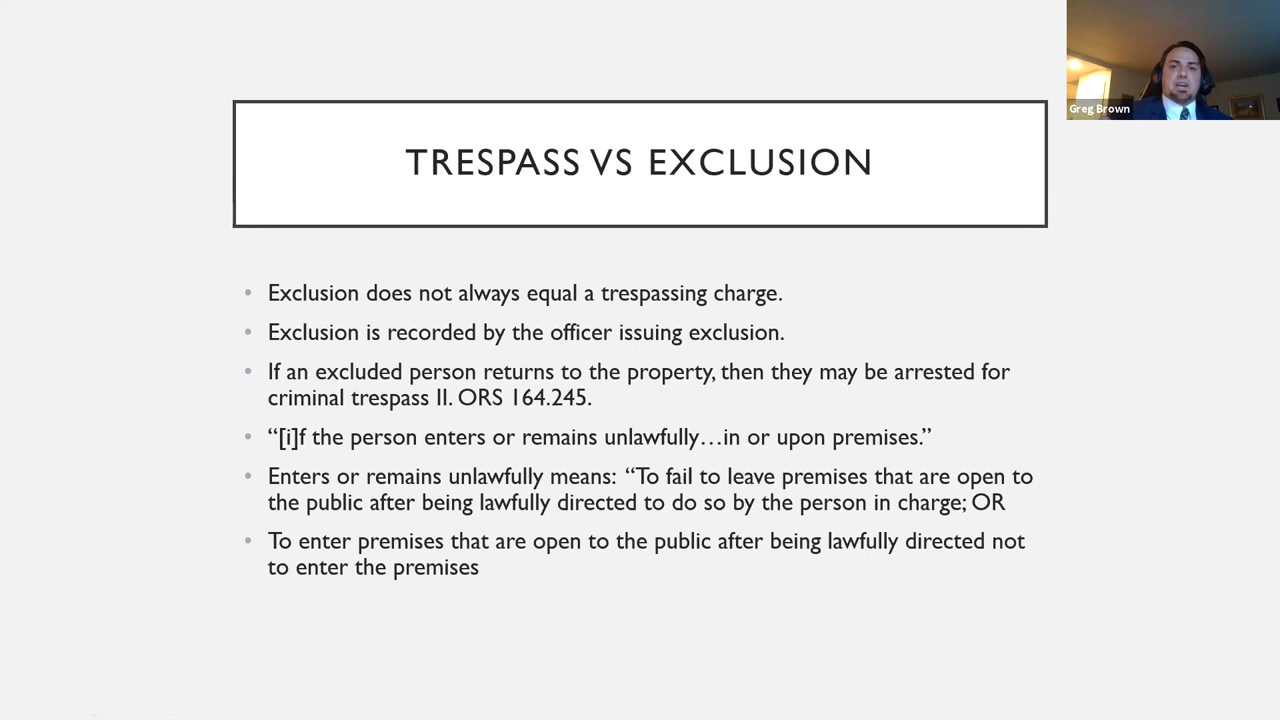 Greg Brown
TRESPASS VS EXCLUSION
• Exclusion does not always equal a trespassing charge.
• Exclusion is recorded by the officer issuing exclusion.
• If an excluded person returns to the property, then they may be arrested for
criminal trespass II. ORS 164.245.
• “[i]f the person enters or remains unlawfully…in or upon premises.”
• Enters or remains unlawfully means: “To fail to leave premises that are open to
the public after being lawfully directed to do so by the person in charge; OR
• To enter premises that are open to the public after being lawfully directed not
to enter the premises